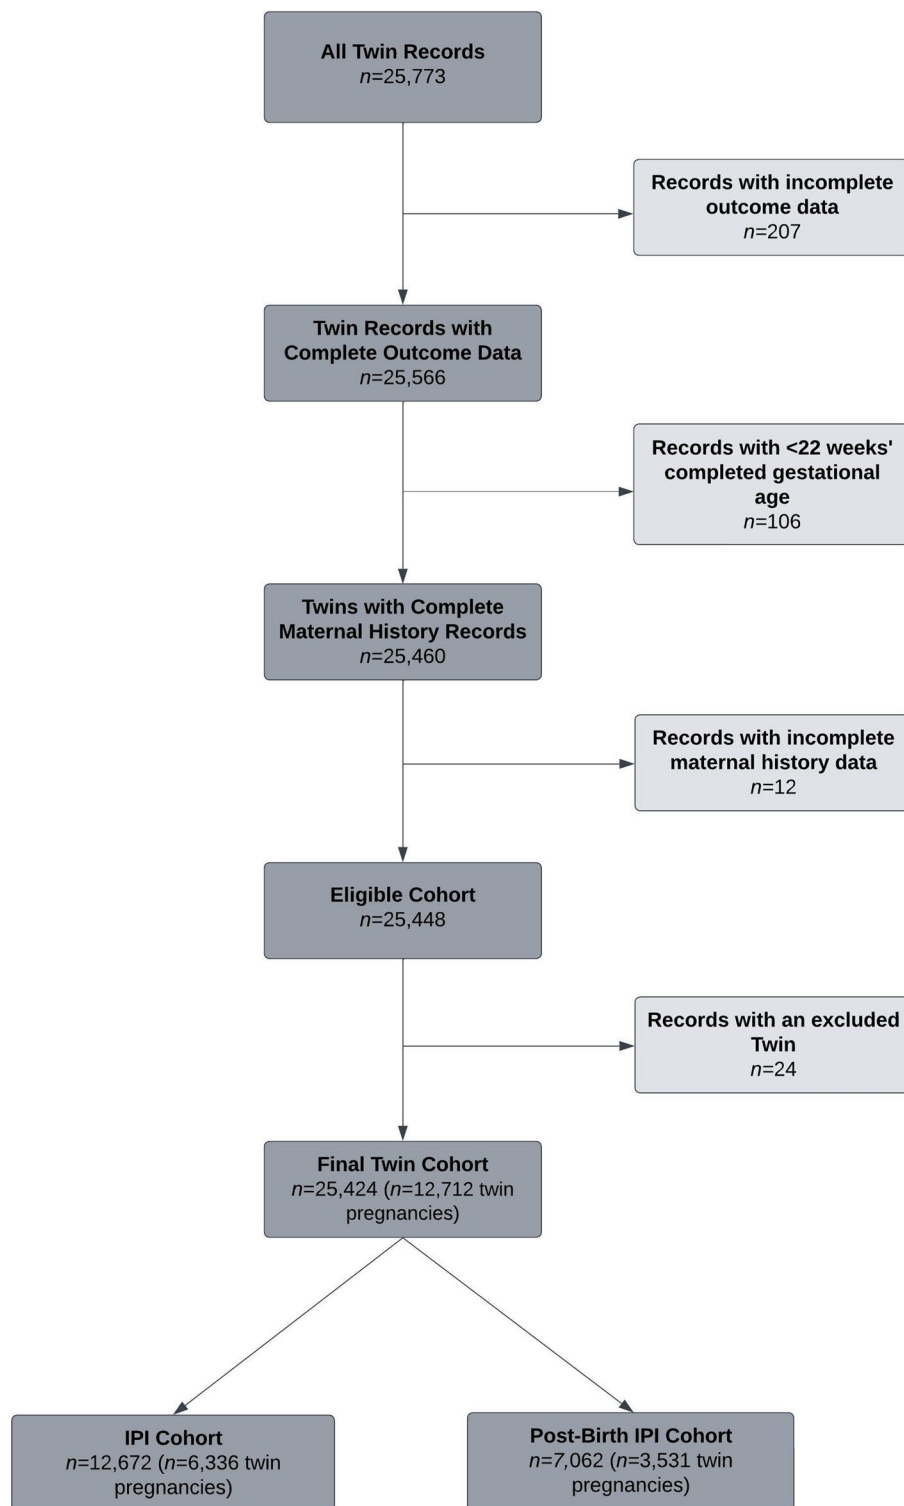 All Twin Records
n=25,773
Records with incomplete
outcome data
n=207
Twin Records with
Complete Outcome Data
n=25,566
Records with <22 weeks'
completed gestational
age
n=106
Twins with Complete
Maternal History Records
n=25,460
Records with incomplete
maternal history data
n=12
Eligible Cohort
n=25,448
Records with an excluded
Twin
n=24
Final Twin Cohort
n=25,424 (n=12,712 twin
pregnancies)
IPI Cohort
n=12,672 (n=6,336 twin
pregnancies)
Post-Birth IPI Cohort
n=7,062 (n=3,531 twin
pregnancies)